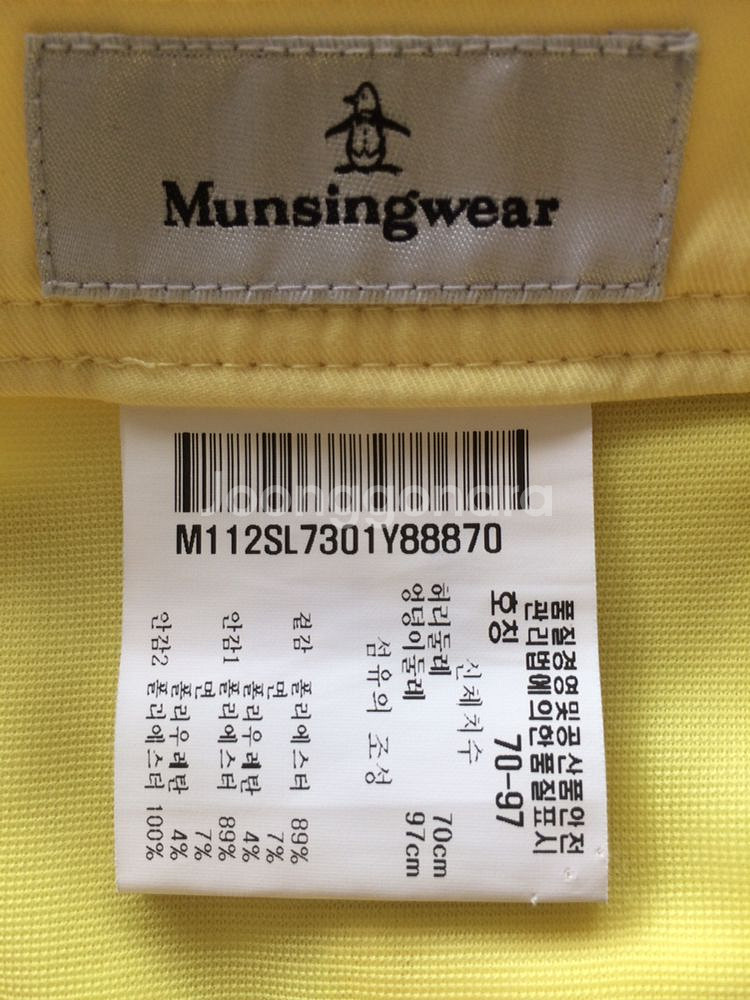 Munsingwear
Joonggonara
M112SL7301Y88870
품질경영및공산품안전
관리법에의한품질표시
호칭 70-97
신체치수
허리둘레 70cm
엉덩이둘레 97cm
섬유의 조성
겉감 폴리에스터 89%
면 7%
폴리우레탄 4%
안감1 폴리에스터 89%
면 7%
폴리우레탄 4%
안감2 폴리에스터 100%